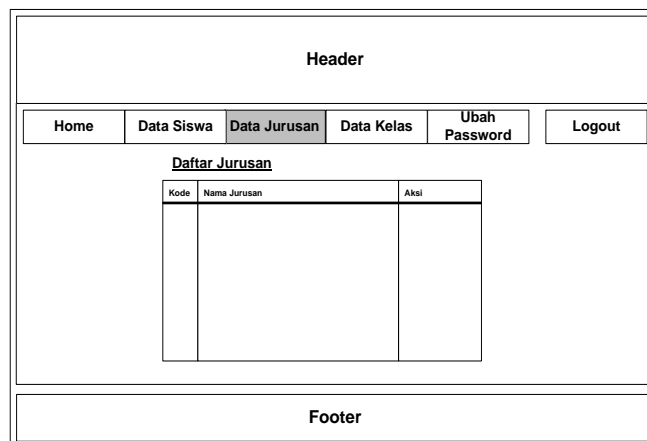 Header
Home Data Siswa Data Jurusan Data Kelas Ubah Password Logout
Daftar Jurusan
Kode Nama Jurusan Aksi
Footer